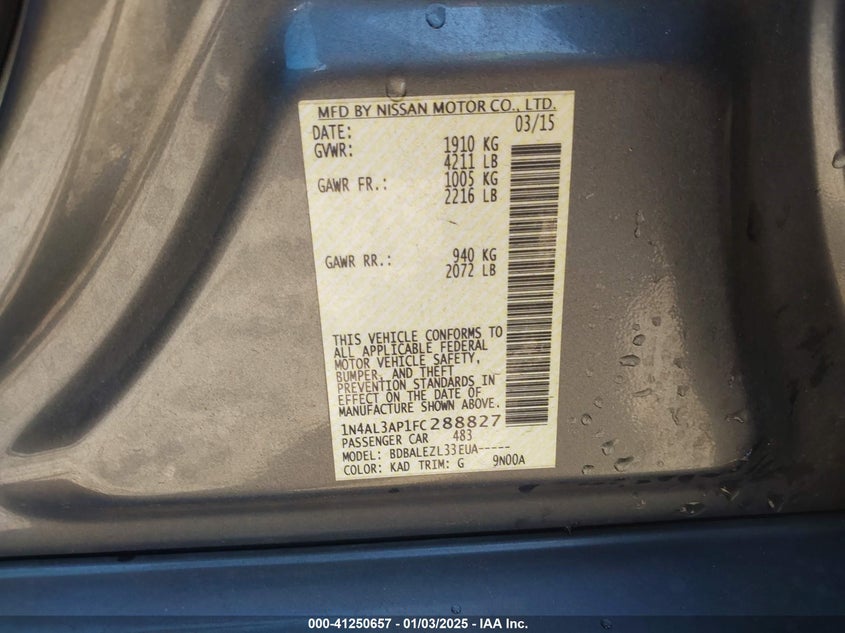 MFD BY NISSAN MOTOR CO., LTD.
DATE: 03/15
GVWR: 1910 KG
4211 LB
GAWR FR.: 1005 KG
2216 LB
GAWR RR.: 940 KG
2072 LB
THIS VEHICLE CONFORMS TO
ALL APPLICABLE FEDERAL
MOTOR VEHICLE SAFETY,
BUMPER, AND THEFT
PREVENTION STANDARDS IN
EFFECT ON THE DATE OF
MANUFACTURE SHOWN ABOVE.
1N4AL3AP1FC288827
PASSENGER CAR 483
MODEL: BDBALEZL33EUA-----
COLOR: KAD TRIM: G 9N00A
000-41250657 - 01/03/2025 - IAA Inc.